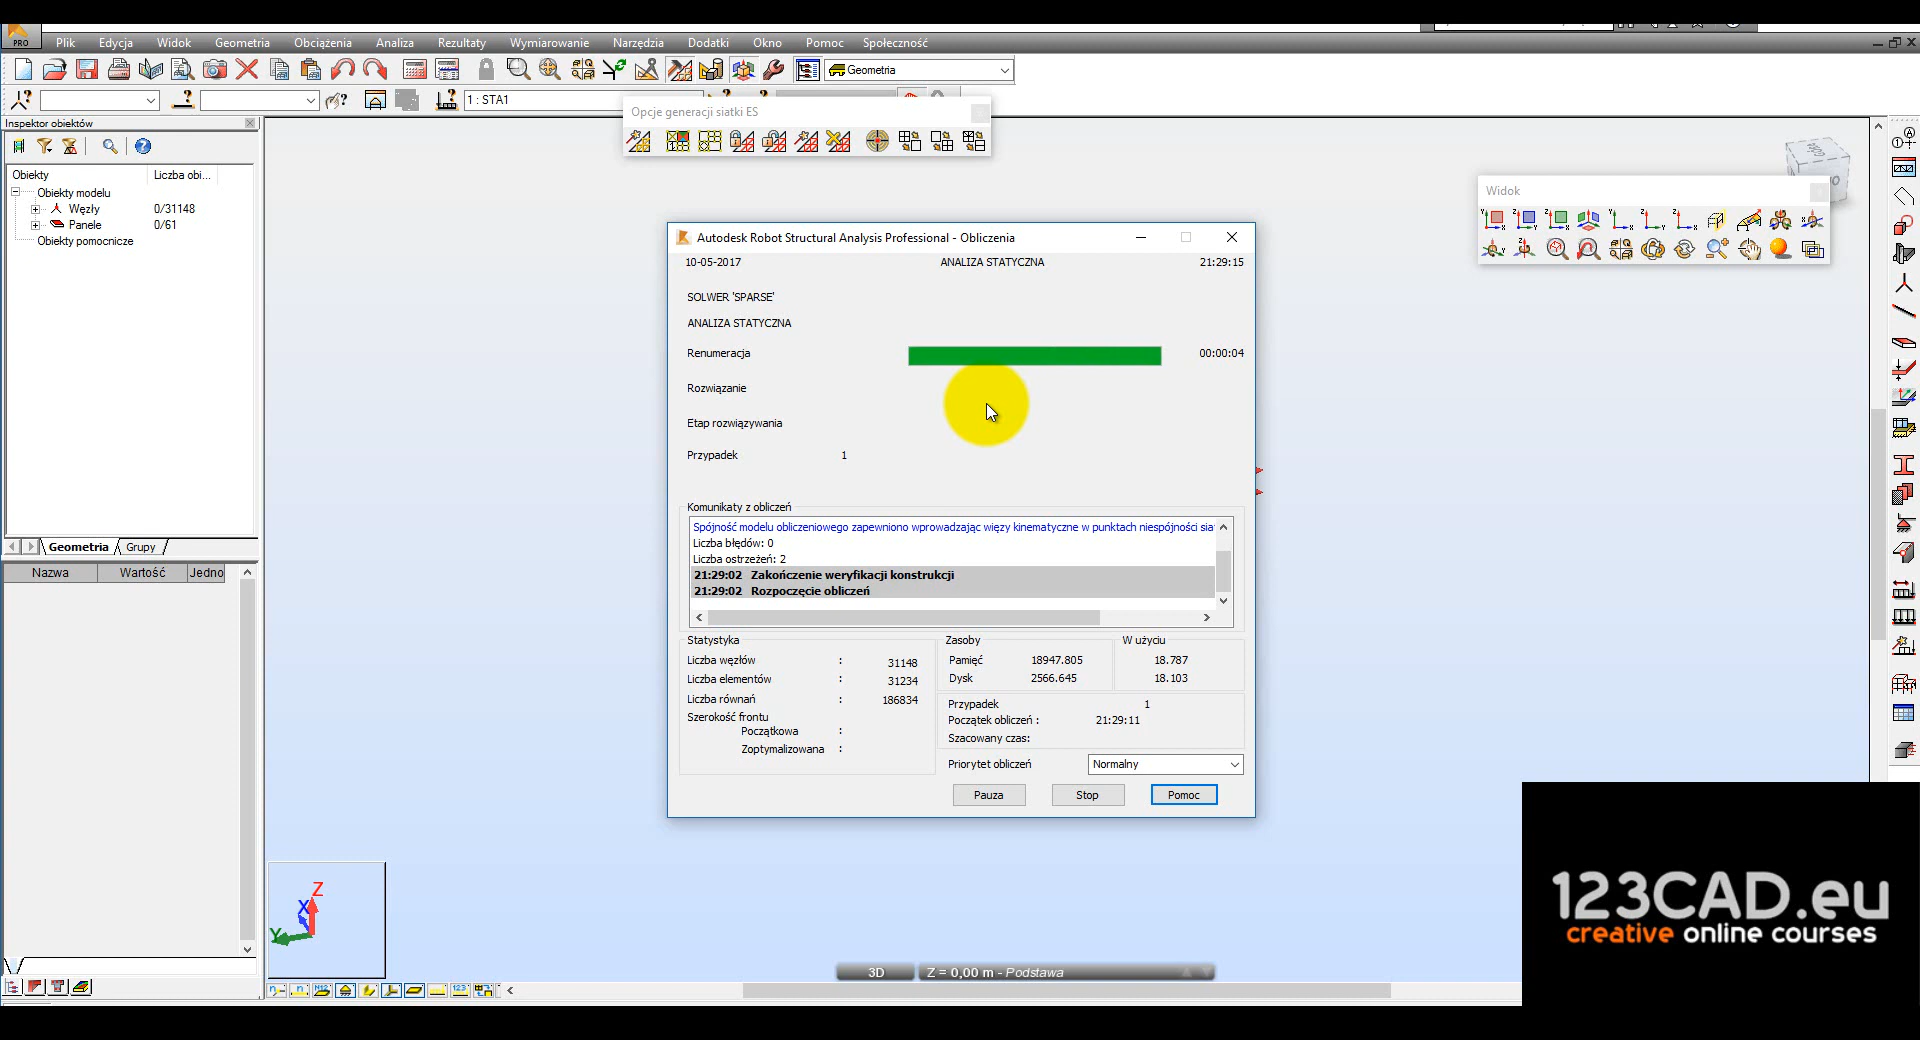 PRO
Plik Edycja Widok Geometria Obciążenia Analiza Rezultaty Wymiarowanie Narzędzia Dodatki Okno Pomoc Społeczność
Geometria
1 : STA1
Inspektor obiektów
Opcje generacji siatki ES
Widok
Obiekty Liczba obi...
Obiekty modelu
Węzły 0/31148
Panele 0/61
Obiekty pomocnicze
Geometria Grupy
Nazwa Wartość Jedno
Autodesk Robot Structural Analysis Professional - Obliczenia
10-05-2017 ANALIZA STATYCZNA 21:29:15
SOLWER 'SPARSE'
ANALIZA STATYCZNA
Renumeracja 00:00:04
Rozwiązanie
Etap rozwiązywania
Przypadek 1
Komunikaty z obliczeń
Spójność modelu obliczeniowego zapewniono wprowadzając więzy kinematyczne w punktach niespójności sia
Liczba błędów: 0
Liczba ostrzeżeń: 2
21:29:02 Zakończenie weryfikacji konstrukcji
21:29:02 Rozpoczęcie obliczeń
Statystyka
Liczba węzłów : 31148
Liczba elementów : 31234
Liczba równań : 186834
Szerokość frontu
Początkowa :
Zoptymalizowana :
Zasoby W użyciu
Pamięć 18947.805 18.787
Dysk 2566.645 18.103
Przypadek 1
Początek obliczeń : 21:29:11
Szacowany czas:
Priorytet obliczeń Normalny
Pauza Stop Pomoc
Z
X
Y
3D Z = 0,00 m - Podstawa
123CAD.eu
creative online courses